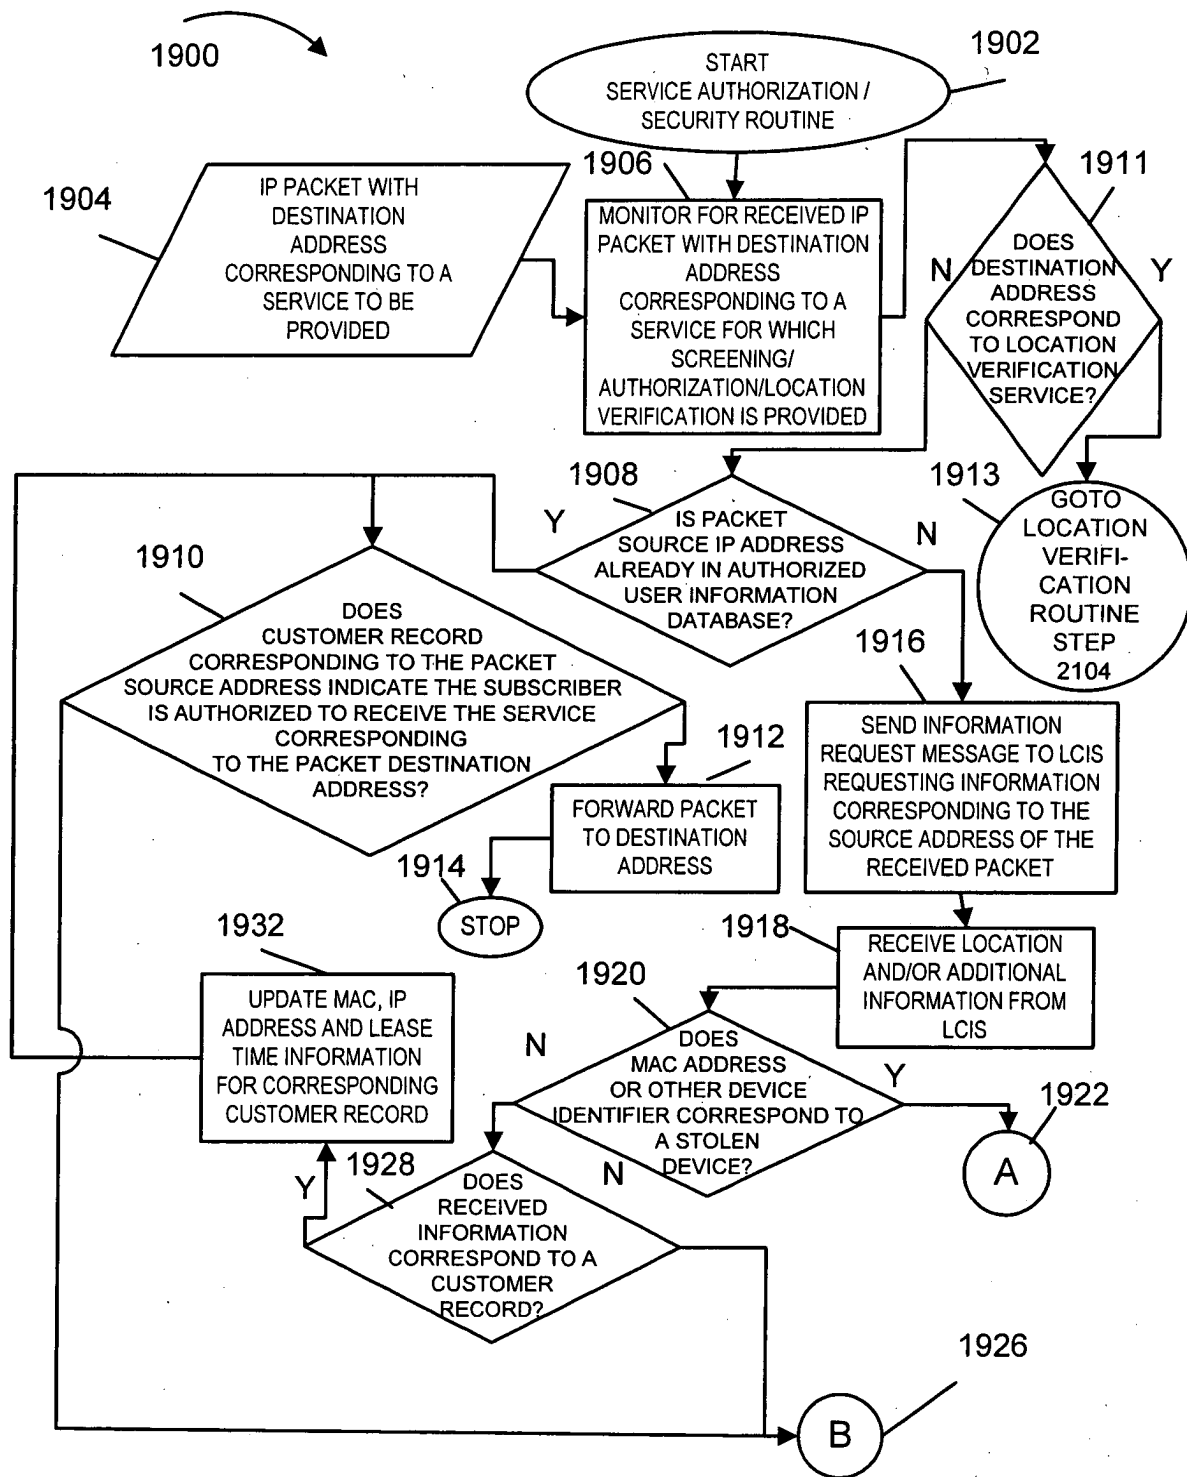 1900
1902
START
SERVICE AUTHORIZATION /
SECURITY ROUTINE
1904
IP PACKET WITH
DESTINATION
ADDRESS
CORRESPONDING TO A
SERVICE TO BE
PROVIDED
1906
MONITOR FOR RECEIVED IP
PACKET WITH DESTINATION
ADDRESS
CORRESPONDING TO A
SERVICE FOR WHICH
SCREENING/
AUTHORIZATION/LOCATION
VERIFICATION IS PROVIDED
1911
DOES
DESTINATION
ADDRESS
CORRESPOND
TO LOCATION
VERIFICATION
SERVICE?
N
Y
1913
GOTO
LOCATION
VERIFI-
CATION
ROUTINE
STEP
2104
1908
IS PACKET
SOURCE IP ADDRESS
ALREADY IN AUTHORIZED
USER INFORMATION
DATABASE?
Y
N
1910
DOES
CUSTOMER RECORD
CORRESPONDING TO THE PACKET
SOURCE ADDRESS INDICATE THE SUBSCRIBER
IS AUTHORIZED TO RECEIVE THE SERVICE
CORRESPONDING
TO THE PACKET DESTINATION
ADDRESS?
1912
FORWARD PACKET
TO DESTINATION
ADDRESS
1914
STOP
1916
SEND INFORMATION
REQUEST MESSAGE TO LCIS
REQUESTING INFORMATION
CORRESPONDING TO THE
SOURCE ADDRESS OF THE
RECEIVED PACKET
1918
RECEIVE LOCATION
AND/OR ADDITIONAL
INFORMATION FROM
LCIS
1920
DOES
MAC ADDRESS
OR OTHER DEVICE
IDENTIFIER CORRESPOND TO
A STOLEN
DEVICE?
N
Y
1922
A
1932
UPDATE MAC, IP
ADDRESS AND LEASE
TIME INFORMATION
FOR CORRESPONDING
CUSTOMER RECORD
1928
DOES
RECEIVED
INFORMATION
CORRESPOND TO A
CUSTOMER
RECORD?
Y
N
1926
B